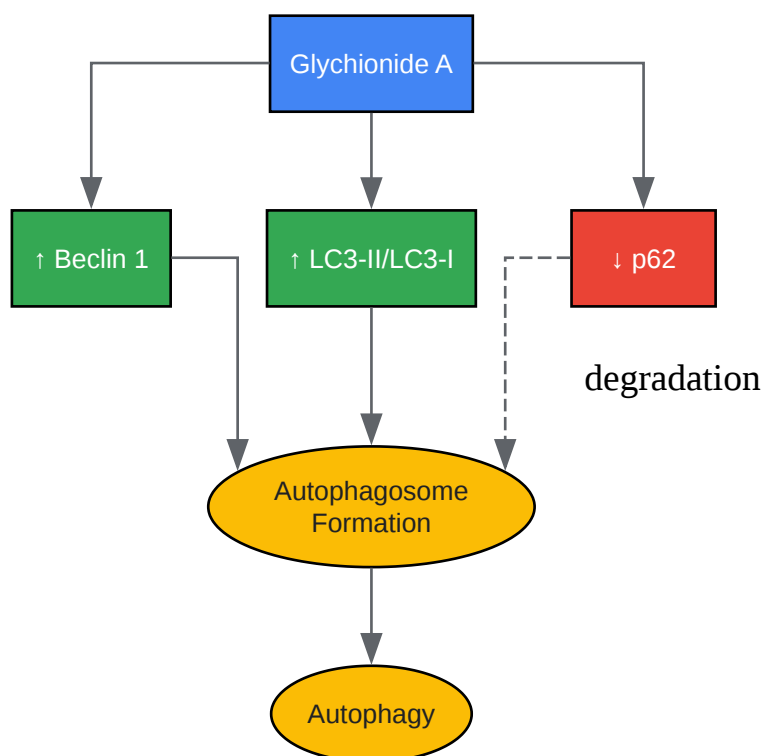 Glychionide A
↑ Beclin 1
↑ LC3-II/LC3-I
↓ p62
degradation
Autophagosome
Formation
Autophagy